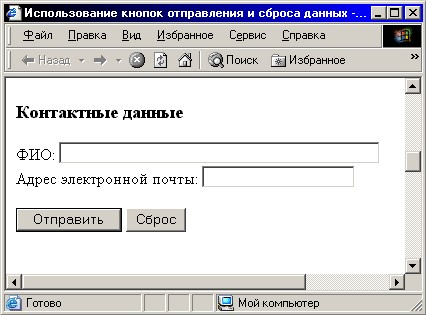 Использование кнопок отправления и сброса данных -...
Файл Правка Вид Избранное Сервис Справка
Назад Поиск Избранное »
Контактные данные
ФИО:
Адрес электронной почты:
Отправить Сброс
Готово Мой компьютер